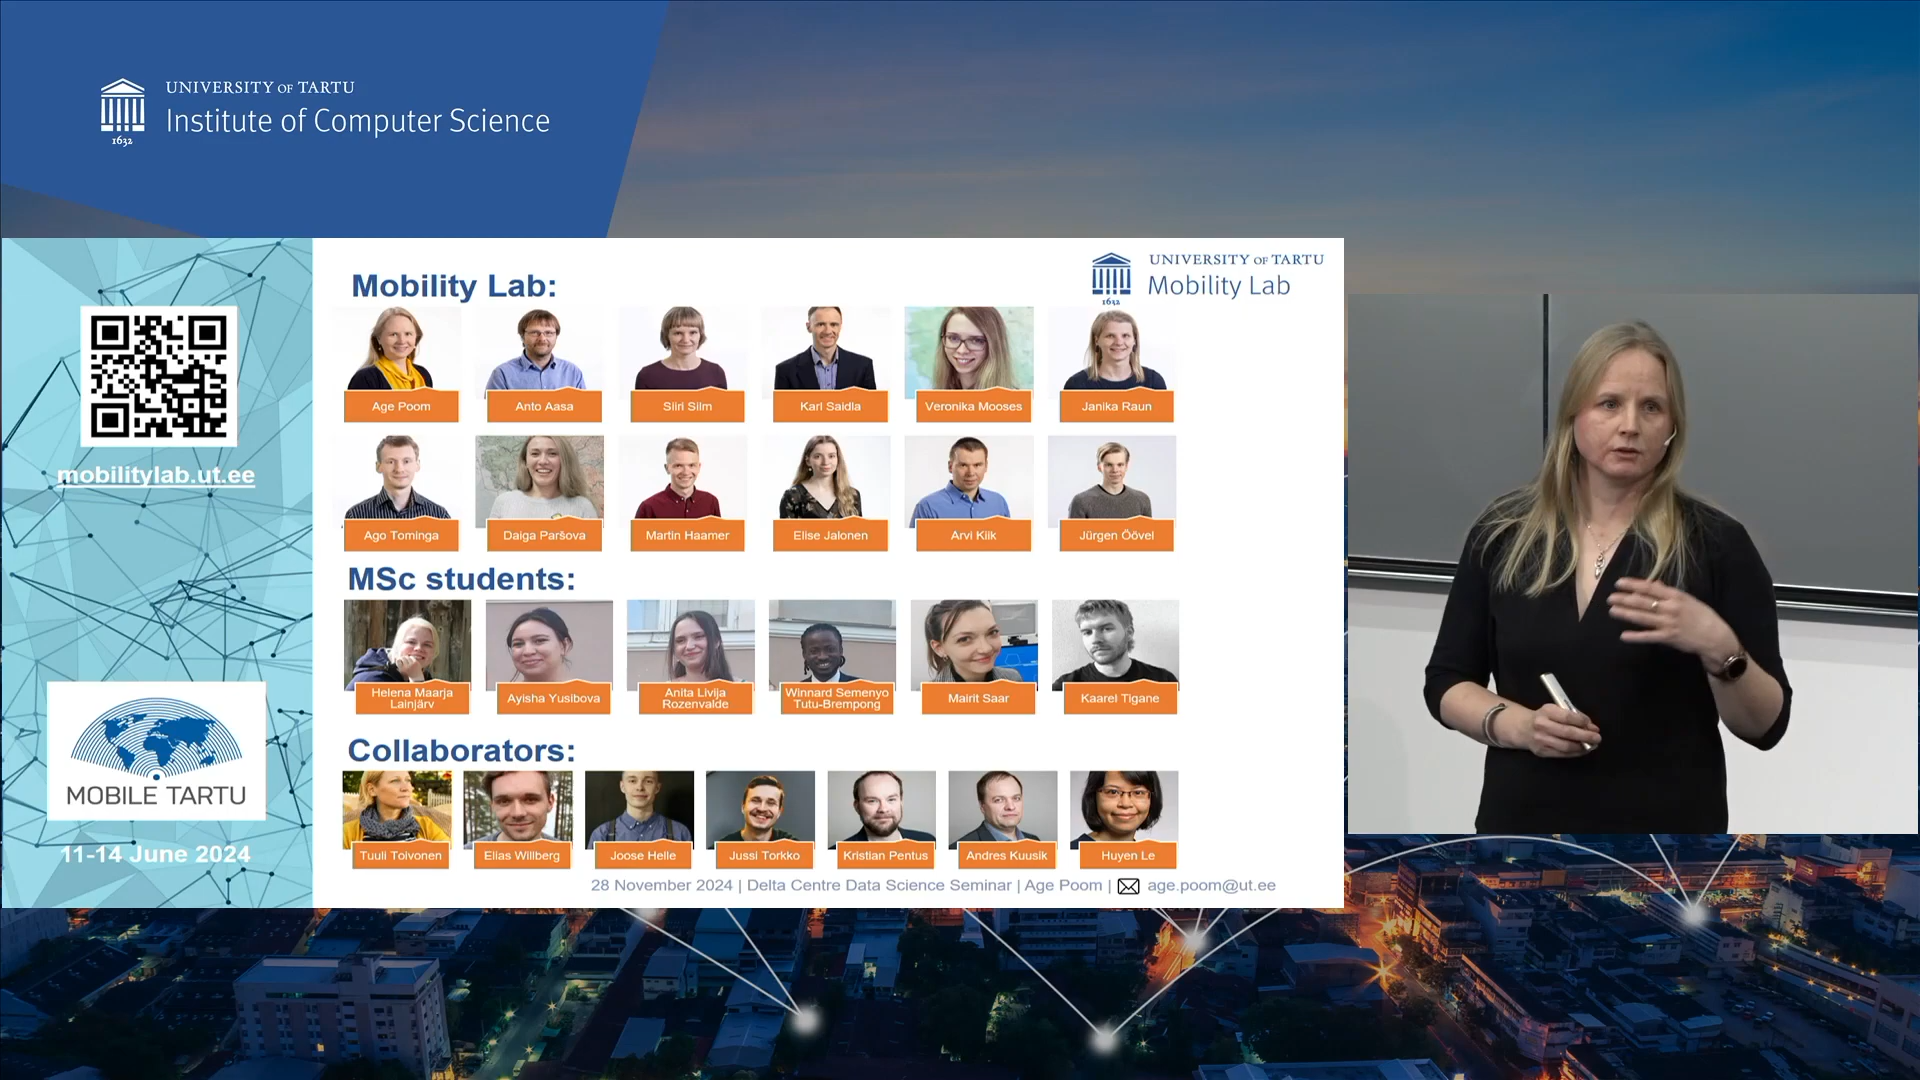 UNIVERSITY OF TARTU
Institute of Computer Science
1632
mobilitylab.ut.ee
MOBILE TARTU
11-14 June 2024
Mobility Lab:
UNIVERSITY OF TARTU
Mobility Lab
1632
Age Poom
Anto Aasa
Siiri Silm
Karl Saidla
Veronika Mooses
Janika Raun
Ago Tominga
Daiga Paršova
Martin Haamer
Elise Jalonen
Arvi Kiik
Jürgen Öövel
MSc students:
Helena Maarja
Lainjärv
Ayisha Yusibova
Anita Livija
Rozenvalde
Winnard Semenyo
Tutu-Brempong
Mairit Saar
Kaarel Tigane
Collaborators:
Tuuli Toivonen
Elias Willberg
Joose Helle
Jussi Torkko
Kristian Pentus
Andres Kuusik
Huyen Le
28 November 2024 | Delta Centre Data Science Seminar | Age Poom | age.poom@ut.ee